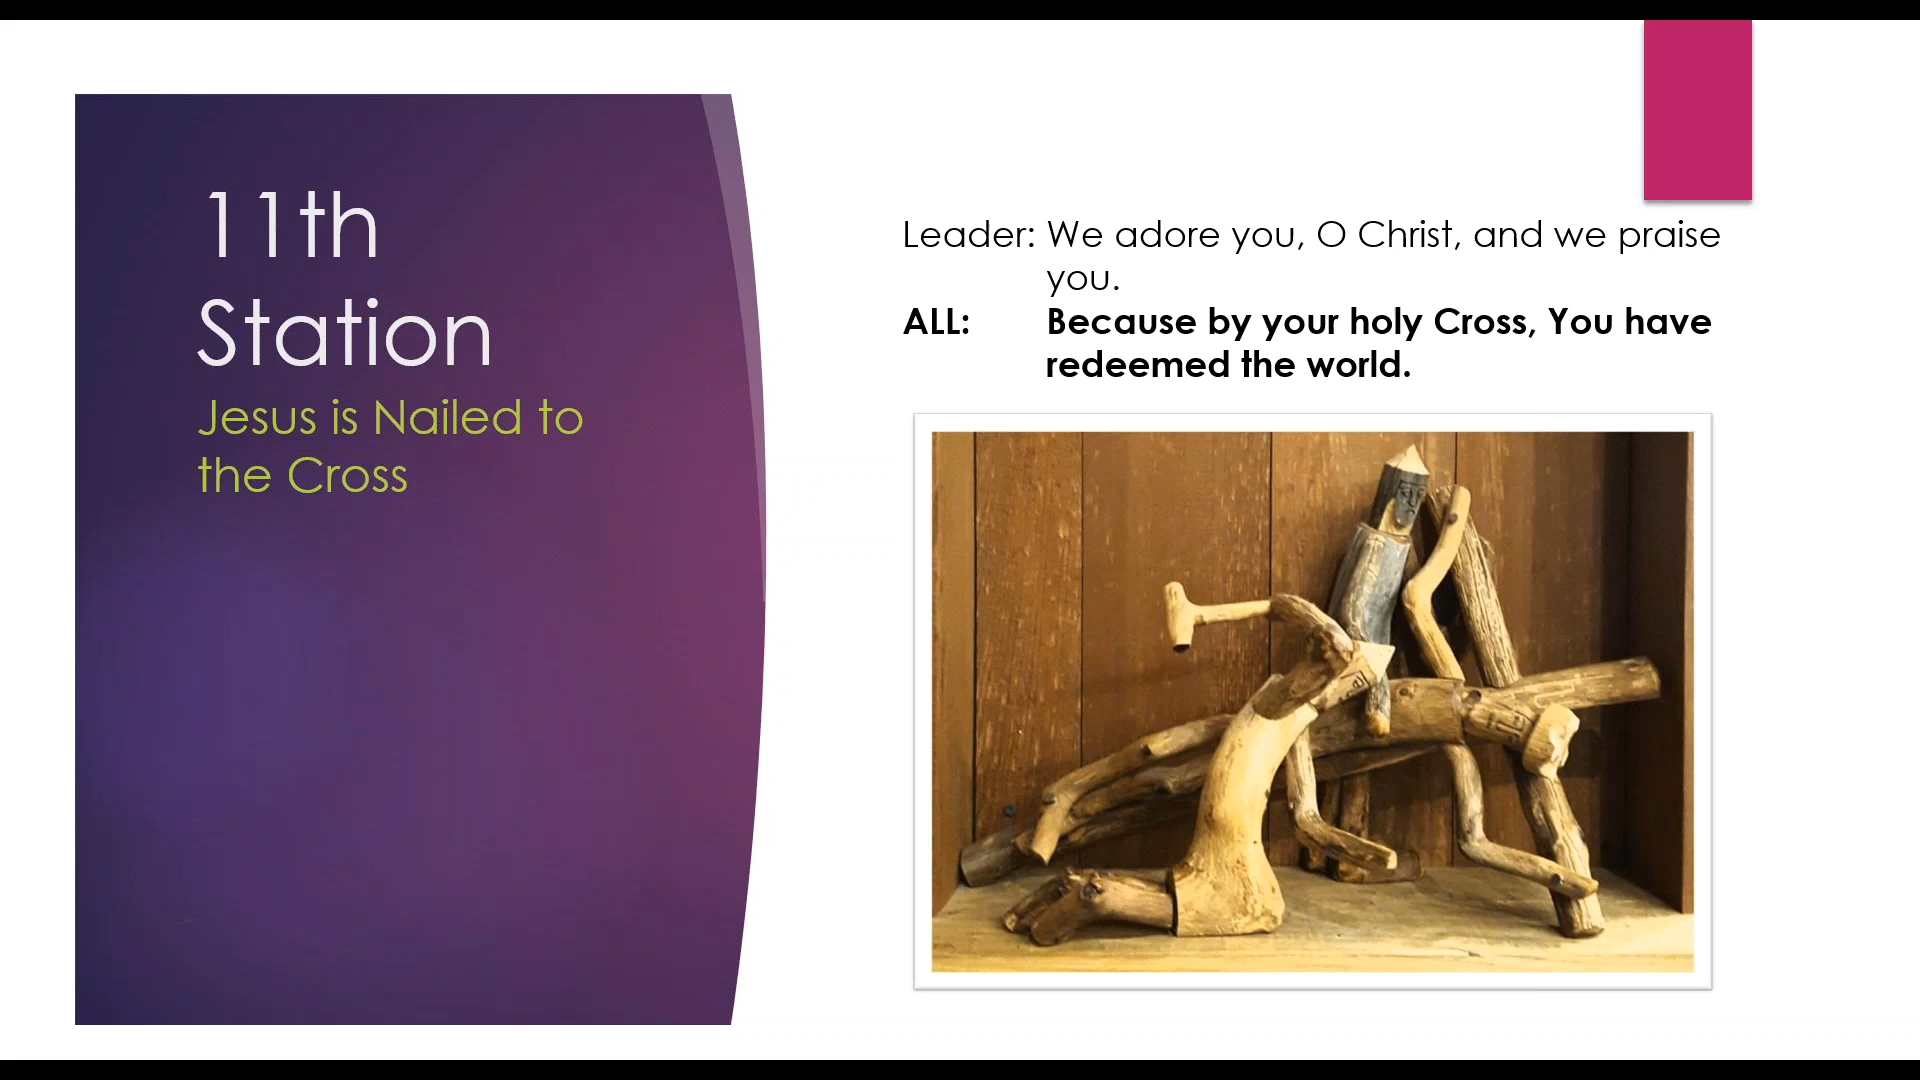 11th
Station
Jesus is Nailed to
the Cross
Leader: We adore you, O Christ, and we praise
you.
ALL: Because by your holy Cross, You have
redeemed the world.